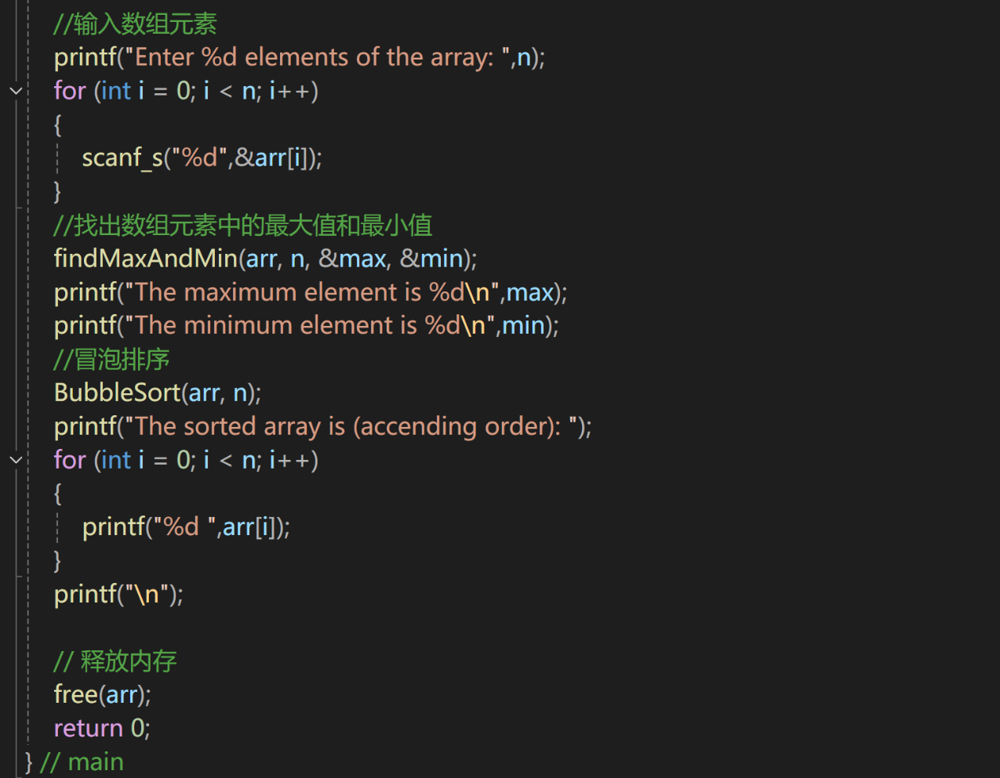 //输入数组元素
printf("Enter %d elements of the array: ",n);
for (int i = 0; i < n; i++)
{
scanf_s("%d",&arr[i]);
}
//找出数组元素中的最大值和最小值
findMaxAndMin(arr, n, &max, &min);
printf("The maximum element is %d\n",max);
printf("The minimum element is %d\n",min);
//冒泡排序
BubbleSort(arr, n);
printf("The sorted array is (accending order): ");
for (int i = 0; i < n; i++)
{
printf("%d ",arr[i]);
}
printf("\n");
// 释放内存
free(arr);
return 0;
} // main